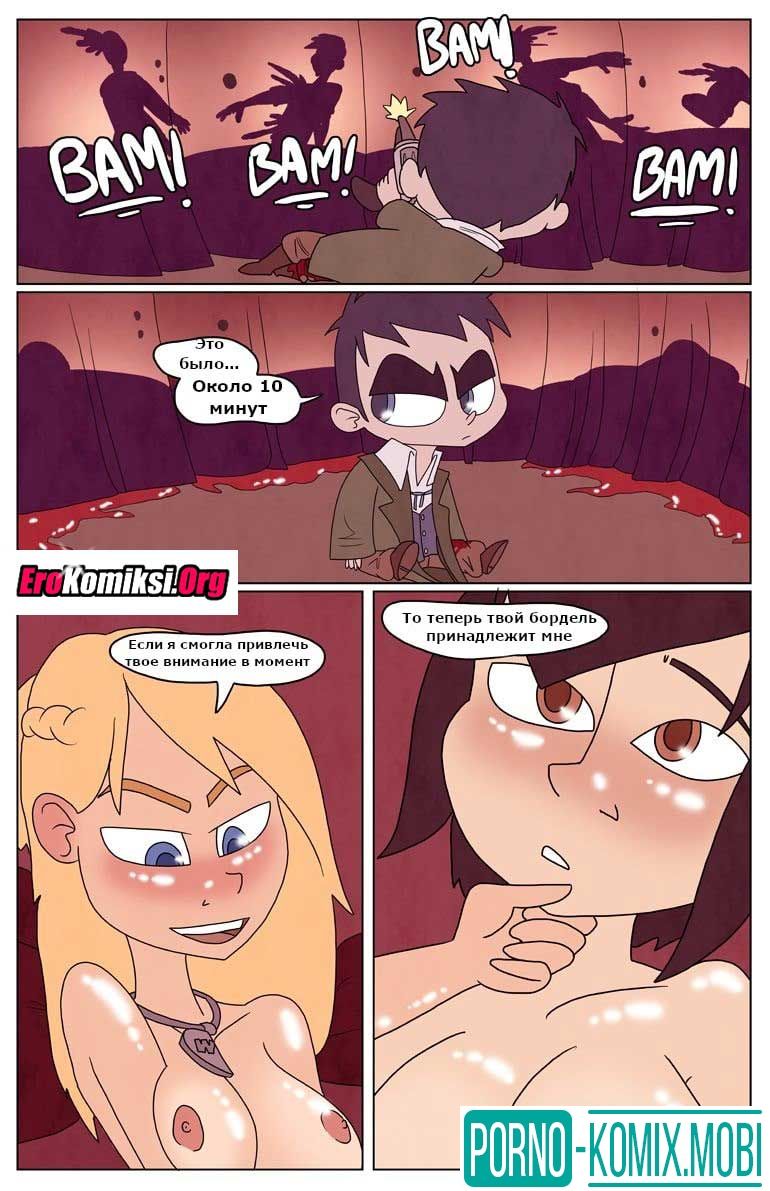 BAM!
BAM!
BAM!
BAM!
Это
было...
Около 10
минут
EroKomiksi.Org
Если я смогла привлечь
твое внимание в момент
То теперь твой бордель
принадлежит мне
W
PORNO-KOMIX.MOBI